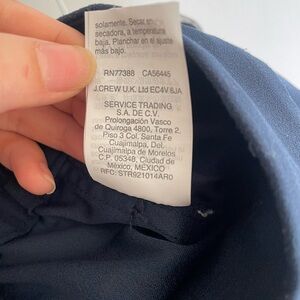 solamente. Secar en
secadora, a temperatura
baja. Planchar en el ajuste
más bajo.
RN77388 CA56445
J.CREW U.K. Ltd EC4V 6JA
SERVICE TRADING
S.A. DE C.V.
Prolongación Vasco
de Quiroga 4800, Torre 2,
Piso 3 Col. Santa Fe
Cuajimalpa, Del.
Cuajimalpa de Morelos
C.P. 05348, Ciudad de
México, MEXICO
RFC: STR921014AR0